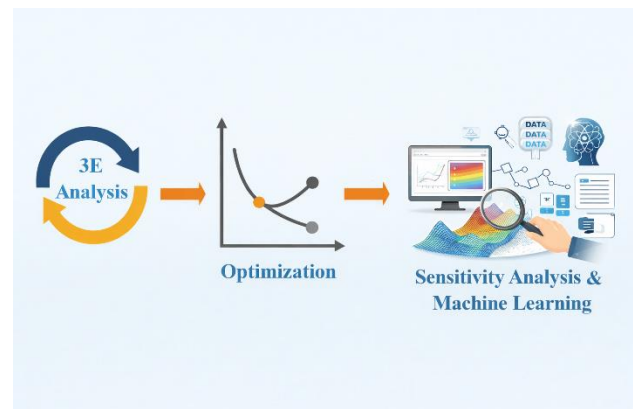 3E
Analysis
Optimization
DATA
DATA
DATA
Sensitivity Analysis &
Machine Learning